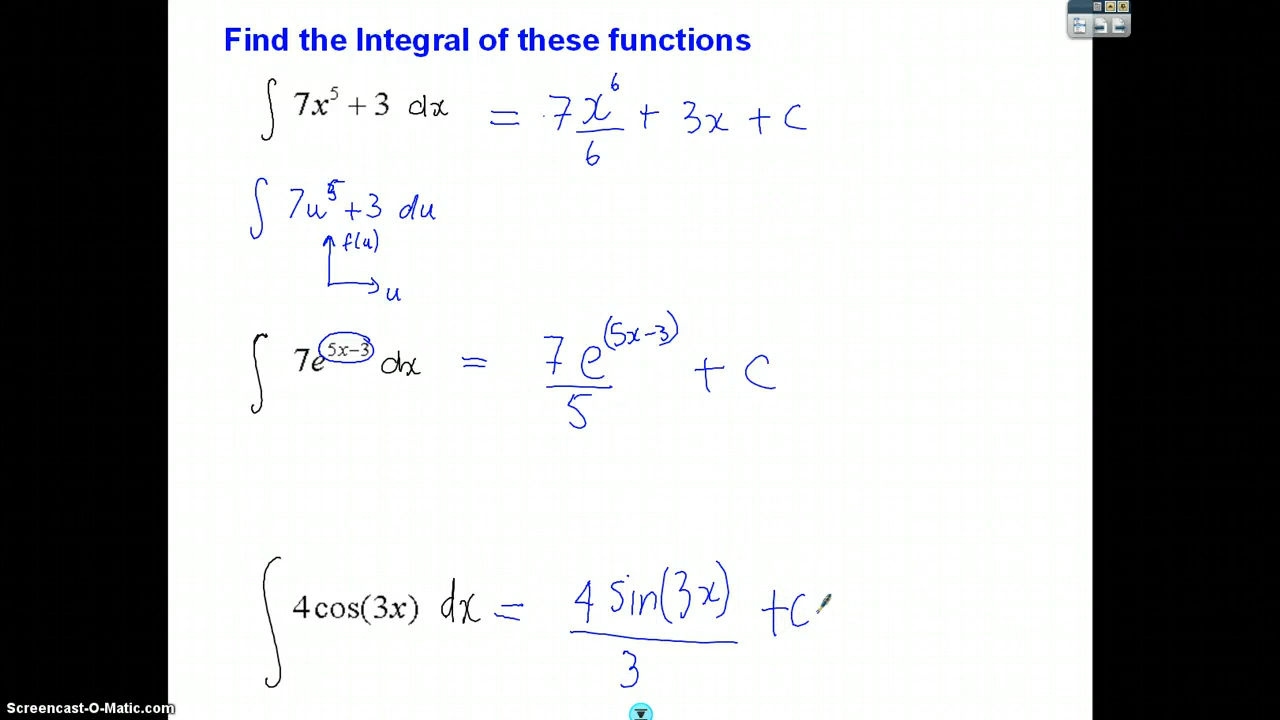 Find the Integral of these functions
∫ 7x⁵ + 3 dx = 7x⁶/6 + 3x + c
∫ 7u⁵ + 3 du
f(u)
u
∫ 7e^(5x−3) dx = 7e^(5x−3)/5 + c
∫ 4cos(3x) dx = 4 sin(3x)/3 + c
Screencast-O-Matic.com